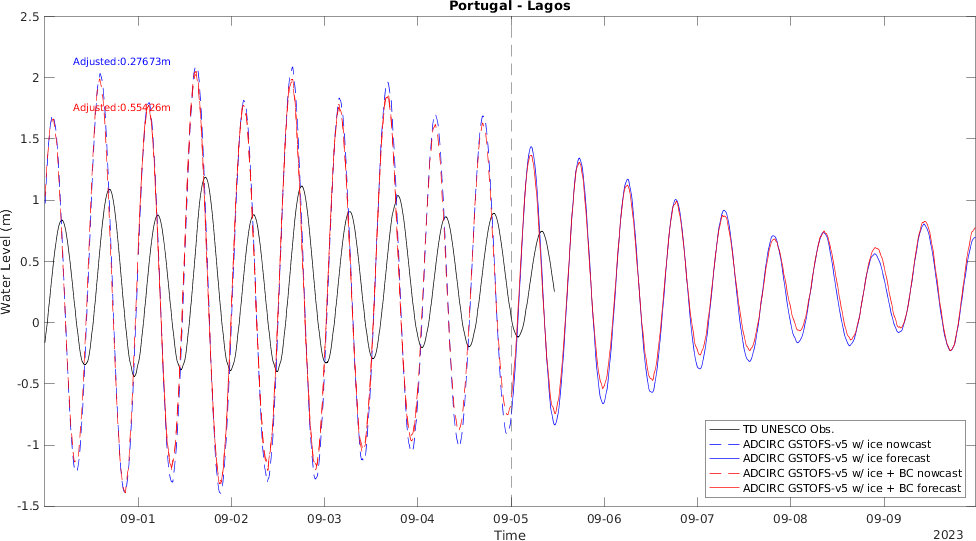 Portugal - Lagos
2.5
2
1.5
1
0.5
0
-0.5
-1
-1.5
Water Level (m)
Adjusted:0.27673m
Adjusted:0.55426m
TD UNESCO Obs.
ADCIRC GSTOFS-v5 w/ ice nowcast
ADCIRC GSTOFS-v5 w/ ice forecast
ADCIRC GSTOFS-v5 w/ ice + BC nowcast
ADCIRC GSTOFS-v5 w/ ice + BC forecast
09-01 09-02 09-03 09-04 09-05 09-06 09-07 09-08 09-09
Time
2023